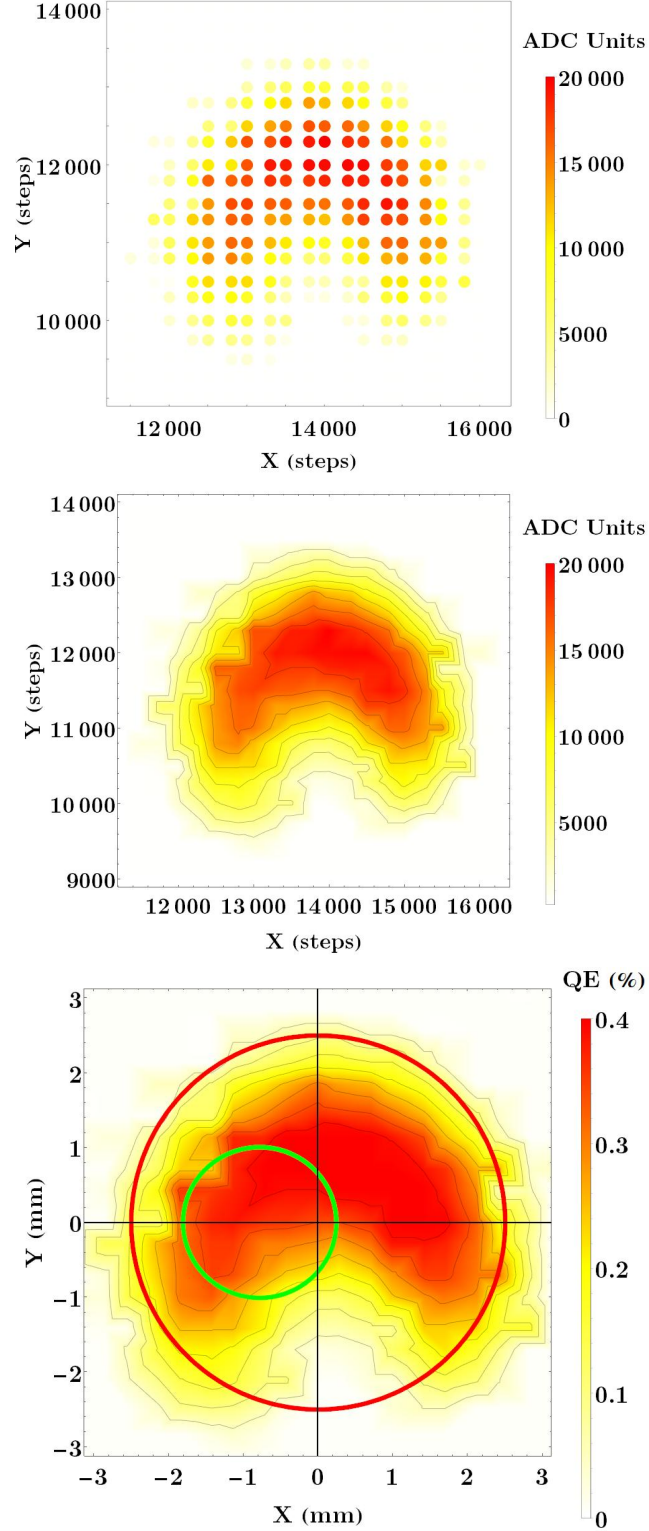 14 000
ADC Units
20 000
12 000
15 000
Y (steps)
10 000
10 000
5000
0
12 000 14 000 16 000
X (steps)
14 000
ADC Units
13 000
20 000
12 000
15 000
Y (steps)
11 000
10 000
10 000
5000
9000
12 000 13 000 14 000 15 000 16 000
X (steps)
QE (%)
3
0.4
2
0.3
1
Y (mm)
0
0.2
−1
0.1
−2
−3
0
−3 −2 −1 0 1 2 3
X (mm)